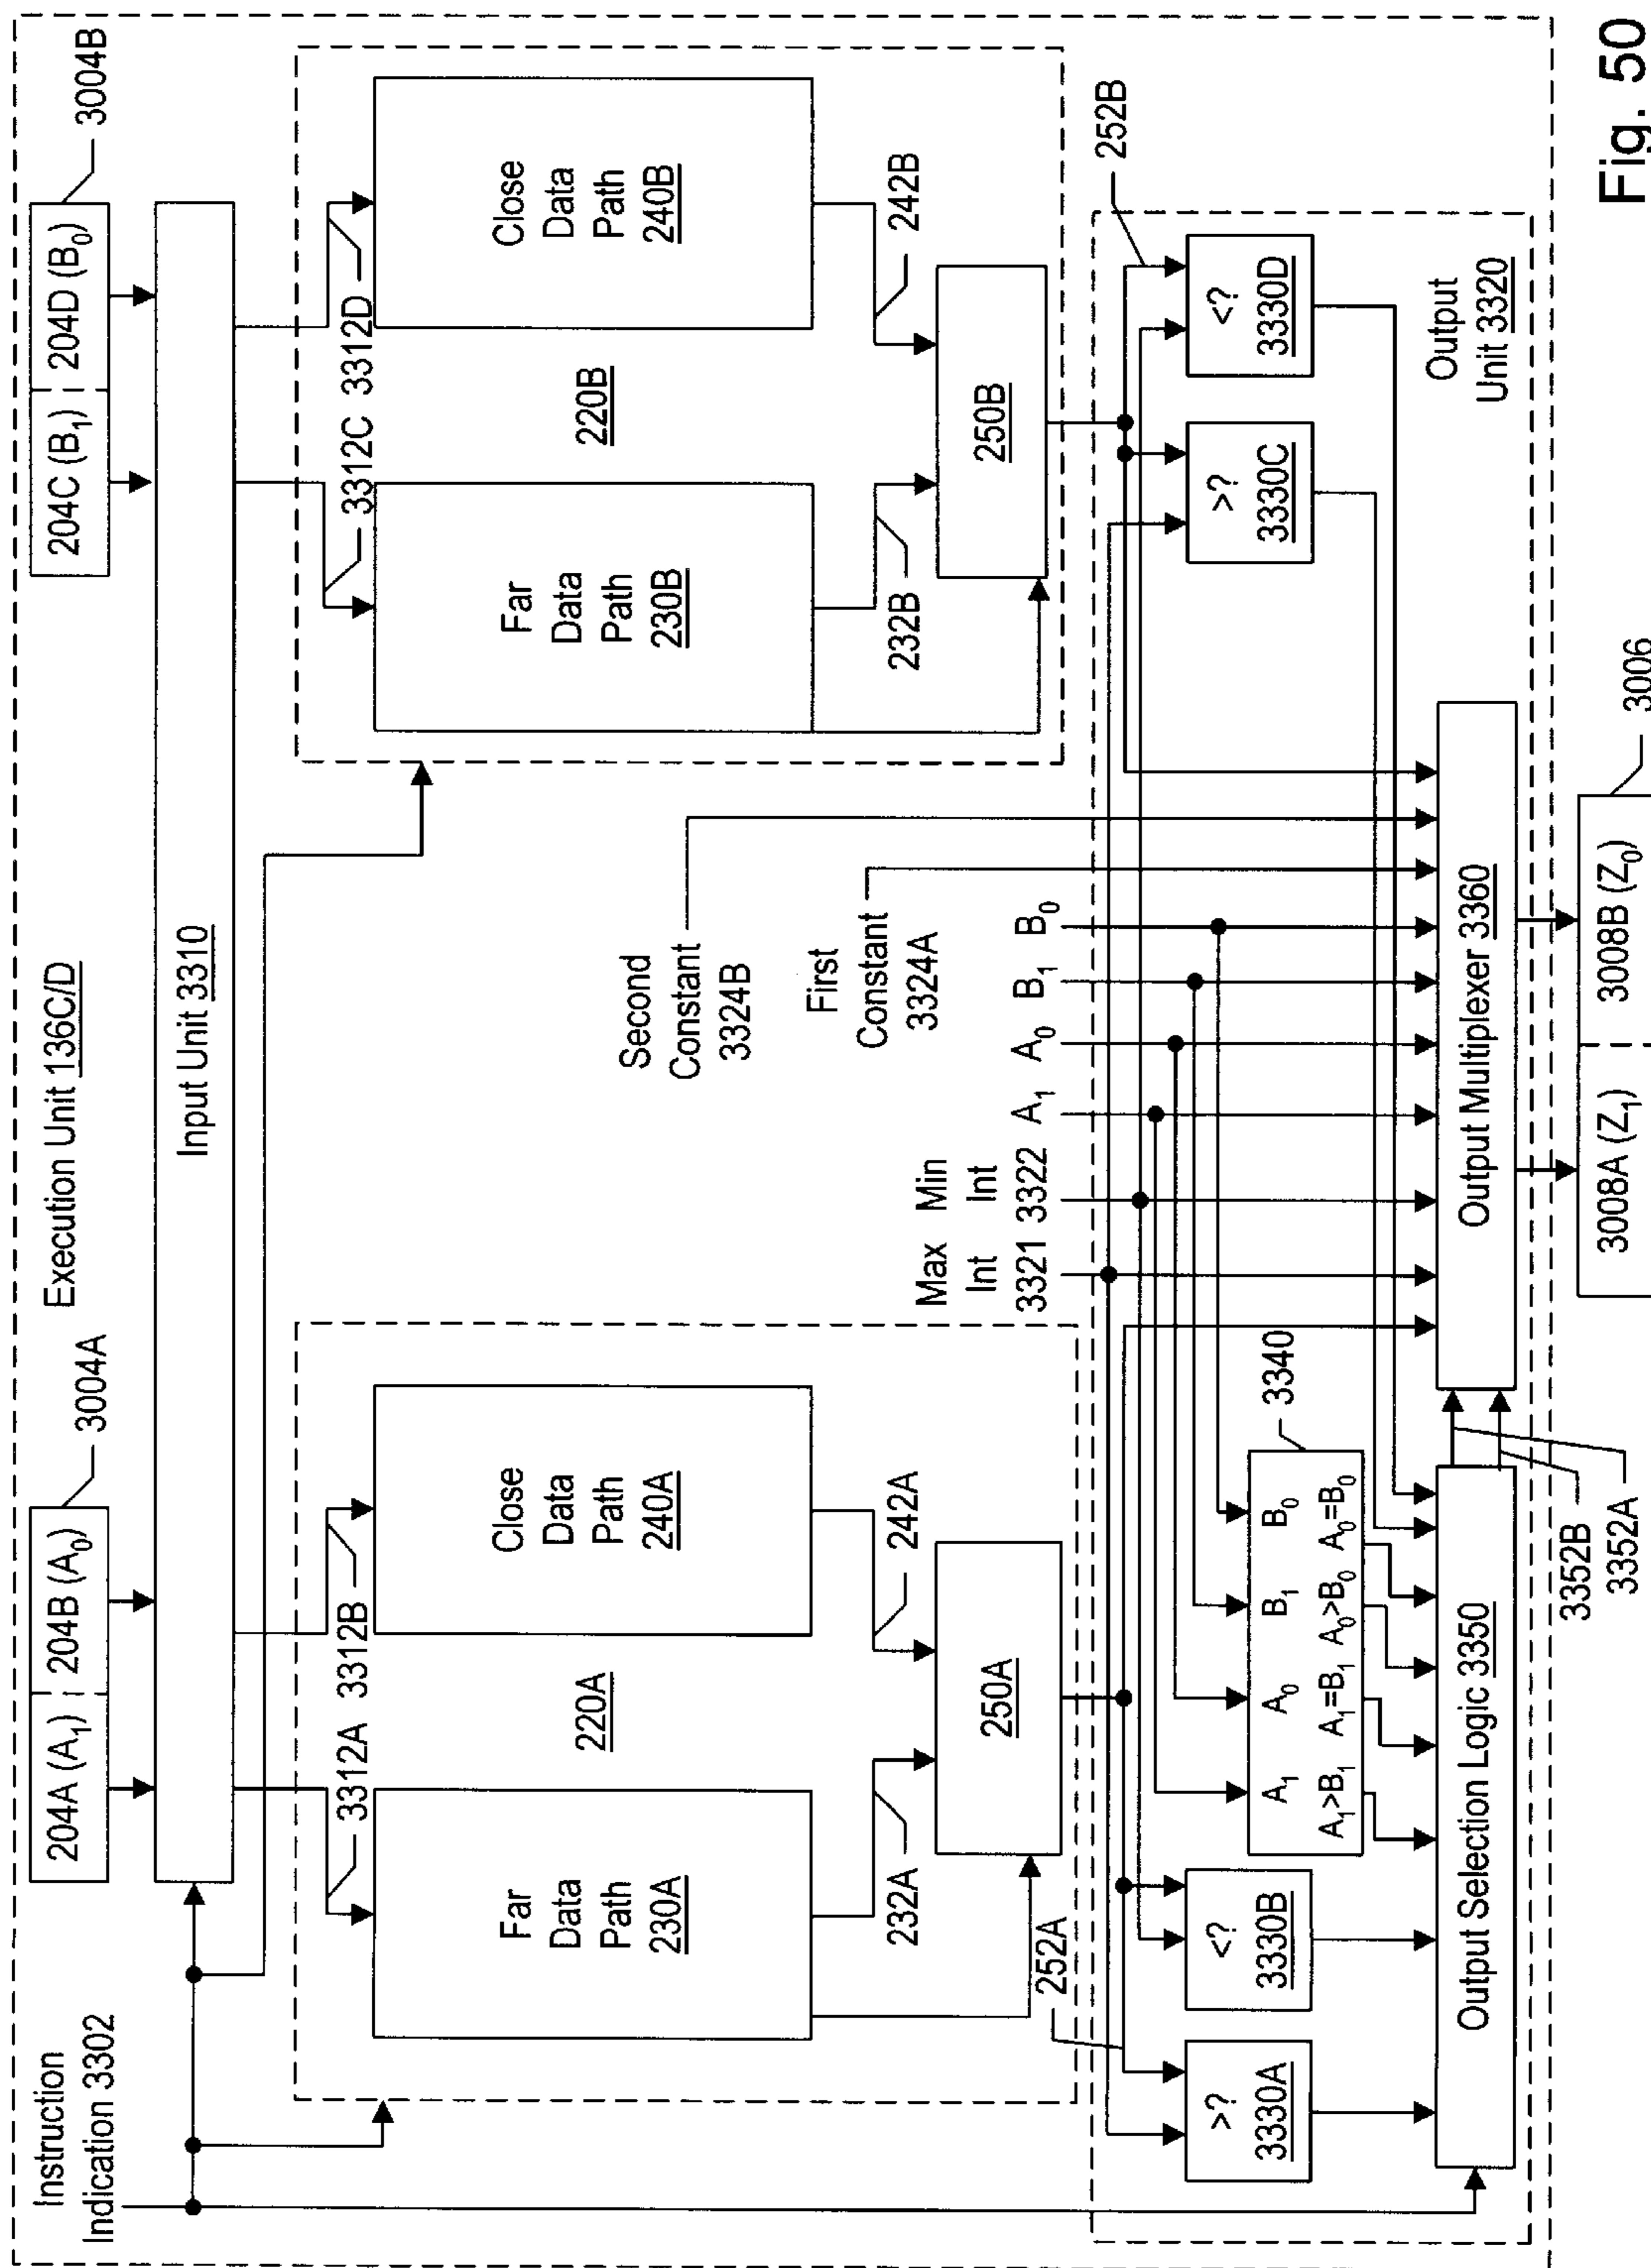 Execution Unit 136C/D
Instruction
Indication 3302
204A (A1) 204B (A0)
3004A
204C (B1) 204D (B0)
3004B
Input Unit 3310
3312A 3312B
3312C 3312D
Far
Data
Path
230A
220A
Close
Data
Path
240A
Far
Data
Path
230B
220B
Close
Data
Path
240B
232A
242A
250A
232B
242B
250B
Second
Constant
3324B
First
Constant
3324A
Max
Int
3321
Min
Int
3322
A1
A0
B1
B0
252A
252B
>?
3330A
<?
3330B
3340
A1 A0 B1 B0
A1>B1 A1=B1 A0>B0 A0=B0
>?
3330C
<?
3330D
Output
Unit 3320
Output Selection Logic 3350
3352B
3352A
Output Multiplexer 3360
3008A (Z1) 3008B (Z0)
3006
Fig. 50